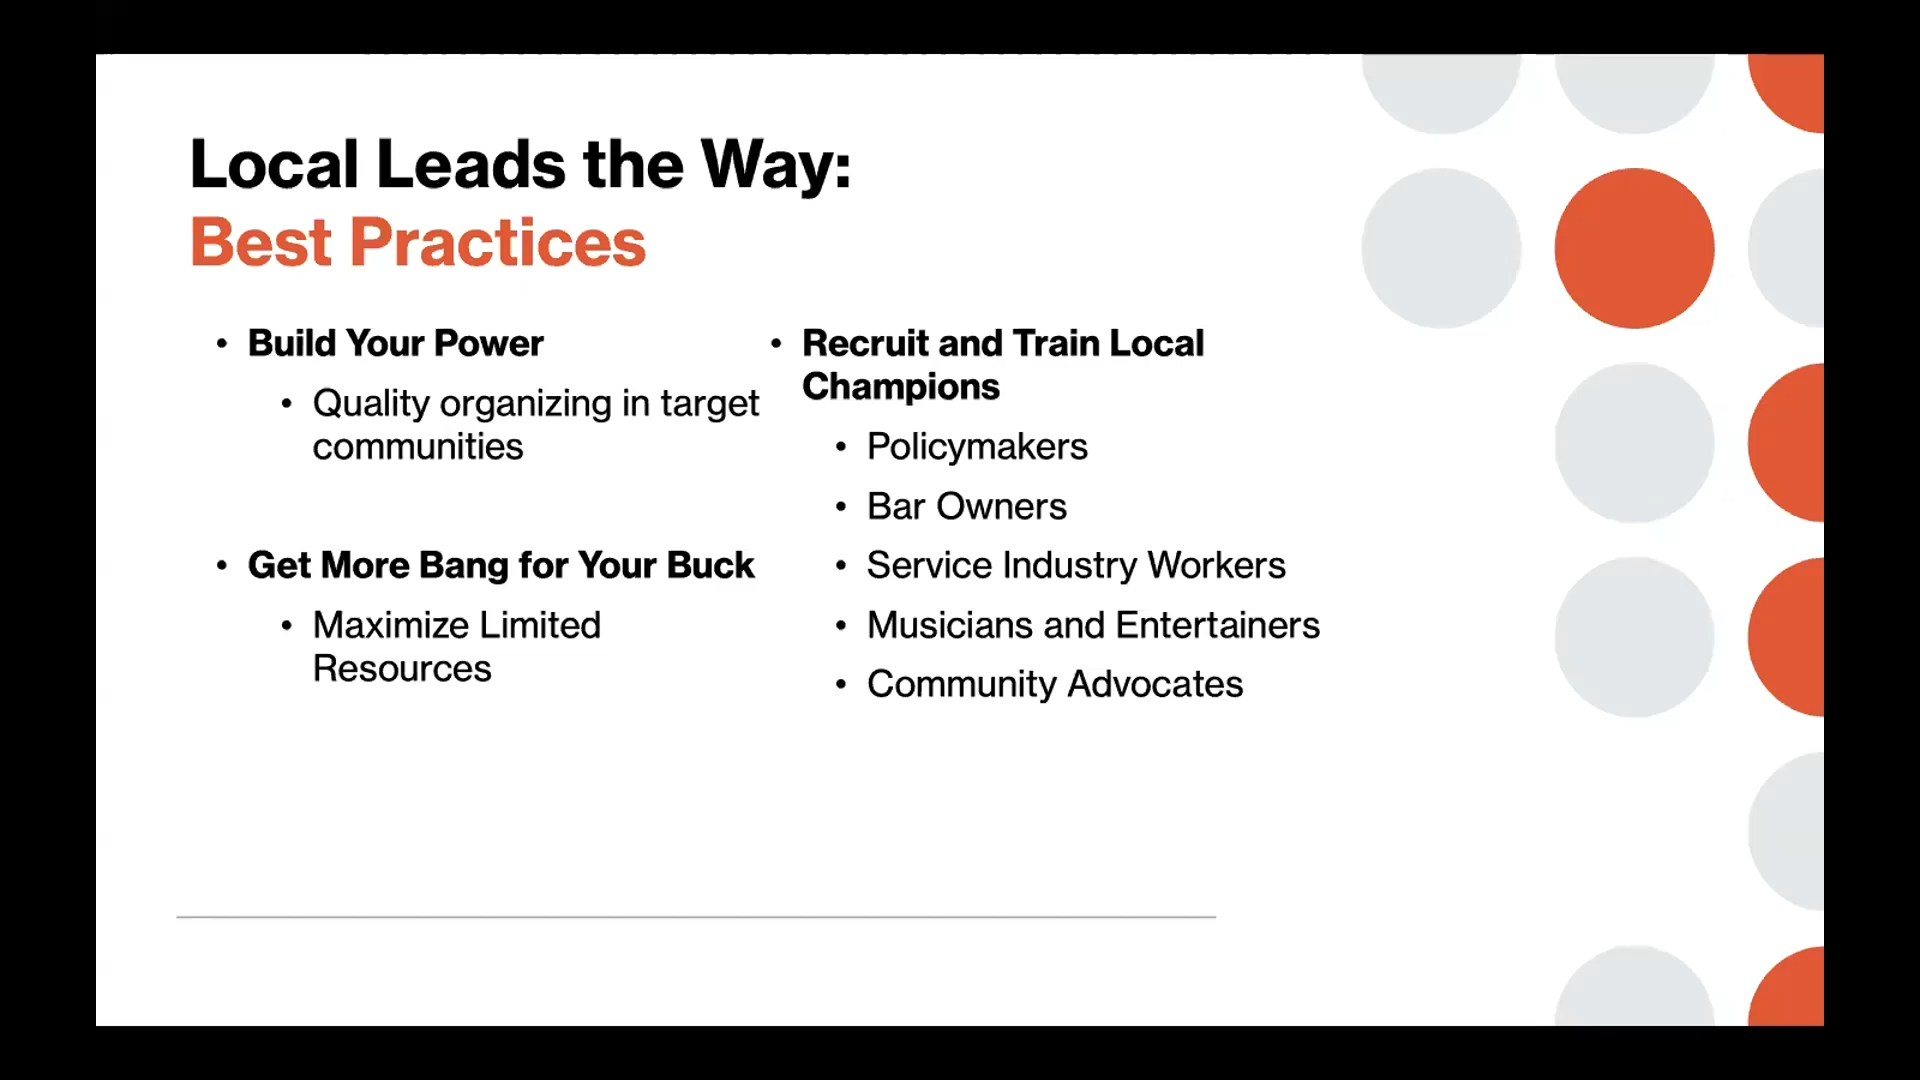 Local Leads the Way:
Best Practices
• Build Your Power
• Quality organizing in target
communities
• Get More Bang for Your Buck
• Maximize Limited
Resources
• Recruit and Train Local
Champions
• Policymakers
• Bar Owners
• Service Industry Workers
• Musicians and Entertainers
• Community Advocates